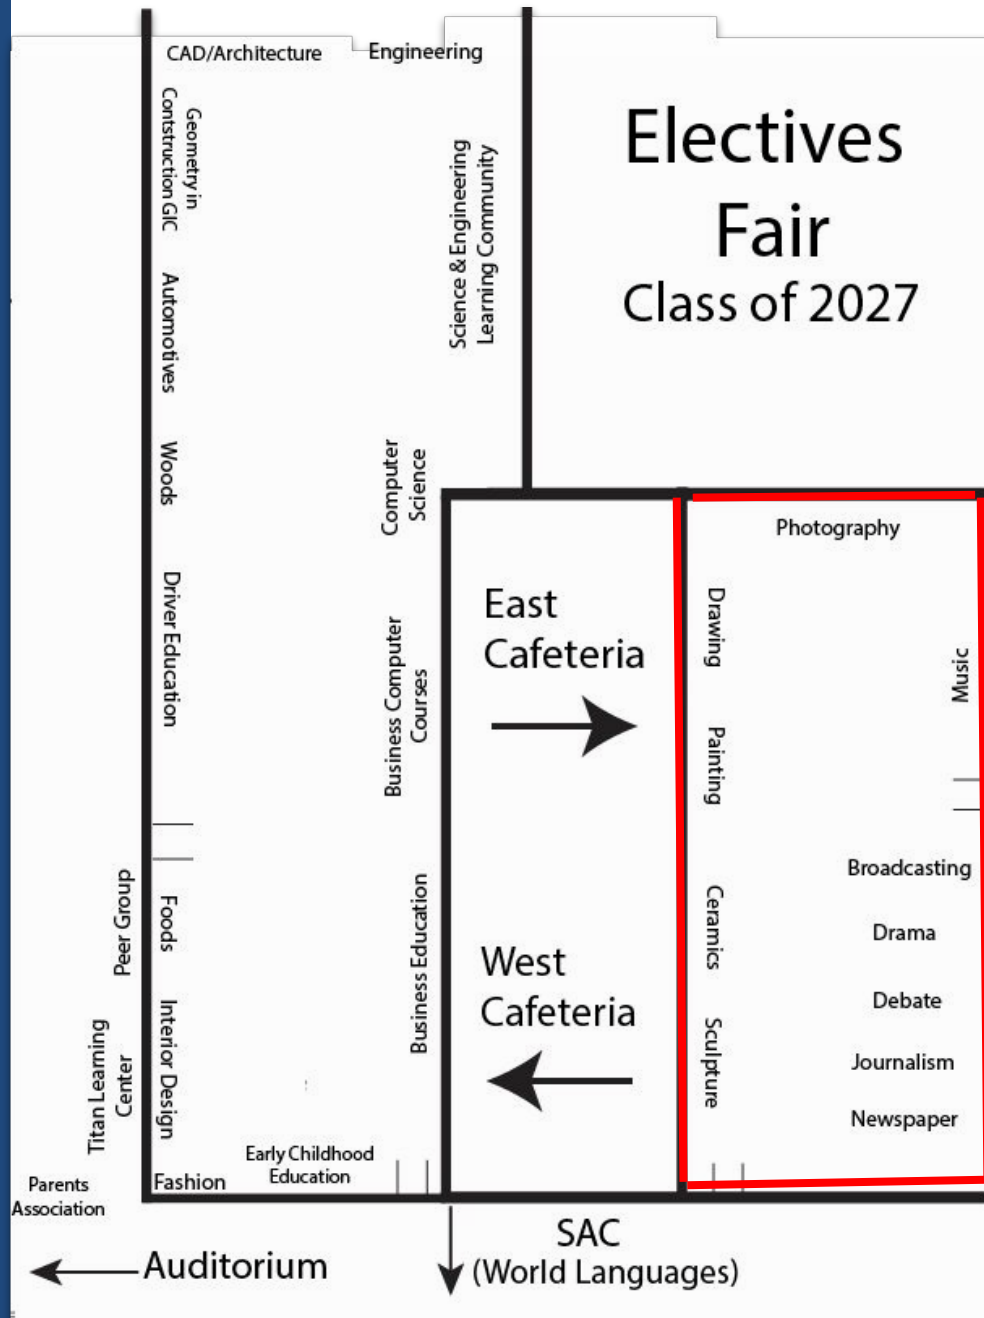 CAD/Architecture
Engineering
Electives
Fair
Class of 2027
Geometry in
Contstruction GIC
Automotives
Woods
Driver Education
Foods
Interior Design
Fashion
Early Childhood
Education
Science & Engineering
Learning Community
Computer
Science
Business Computer
Courses
Business Education
Peer Group
Titan Learning
Center
Parents
Association
East
Cafeteria
West
Cafeteria
Photography
Drawing
Painting
Ceramics
Sculpture
Music
Broadcasting
Drama
Debate
Journalism
Newspaper
Auditorium
SAC
(World Languages)